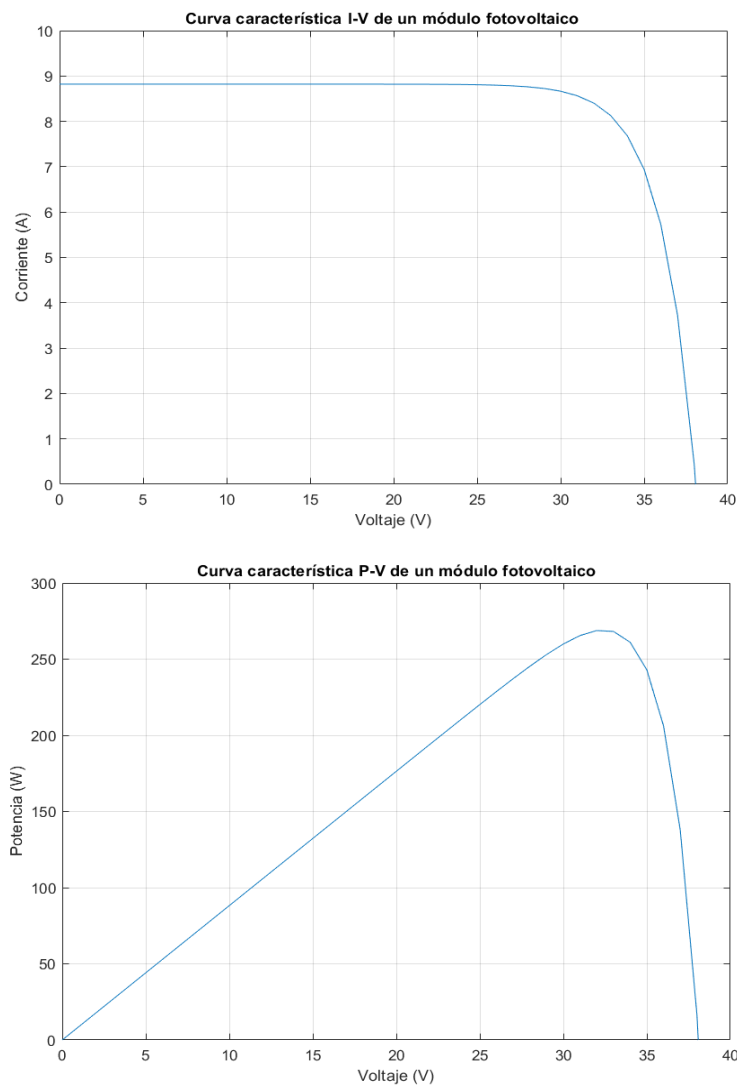 Curva característica I-V de un módulo fotovoltaico
10
9
8
7
6
5
4
3
2
1
0
Corriente (A)
0 5 10 15 20 25 30 35 40
Voltaje (V)
Curva característica P-V de un módulo fotovoltaico
300
250
200
150
100
50
0
Potencia (W)
0 5 10 15 20 25 30 35 40
Voltaje (V)